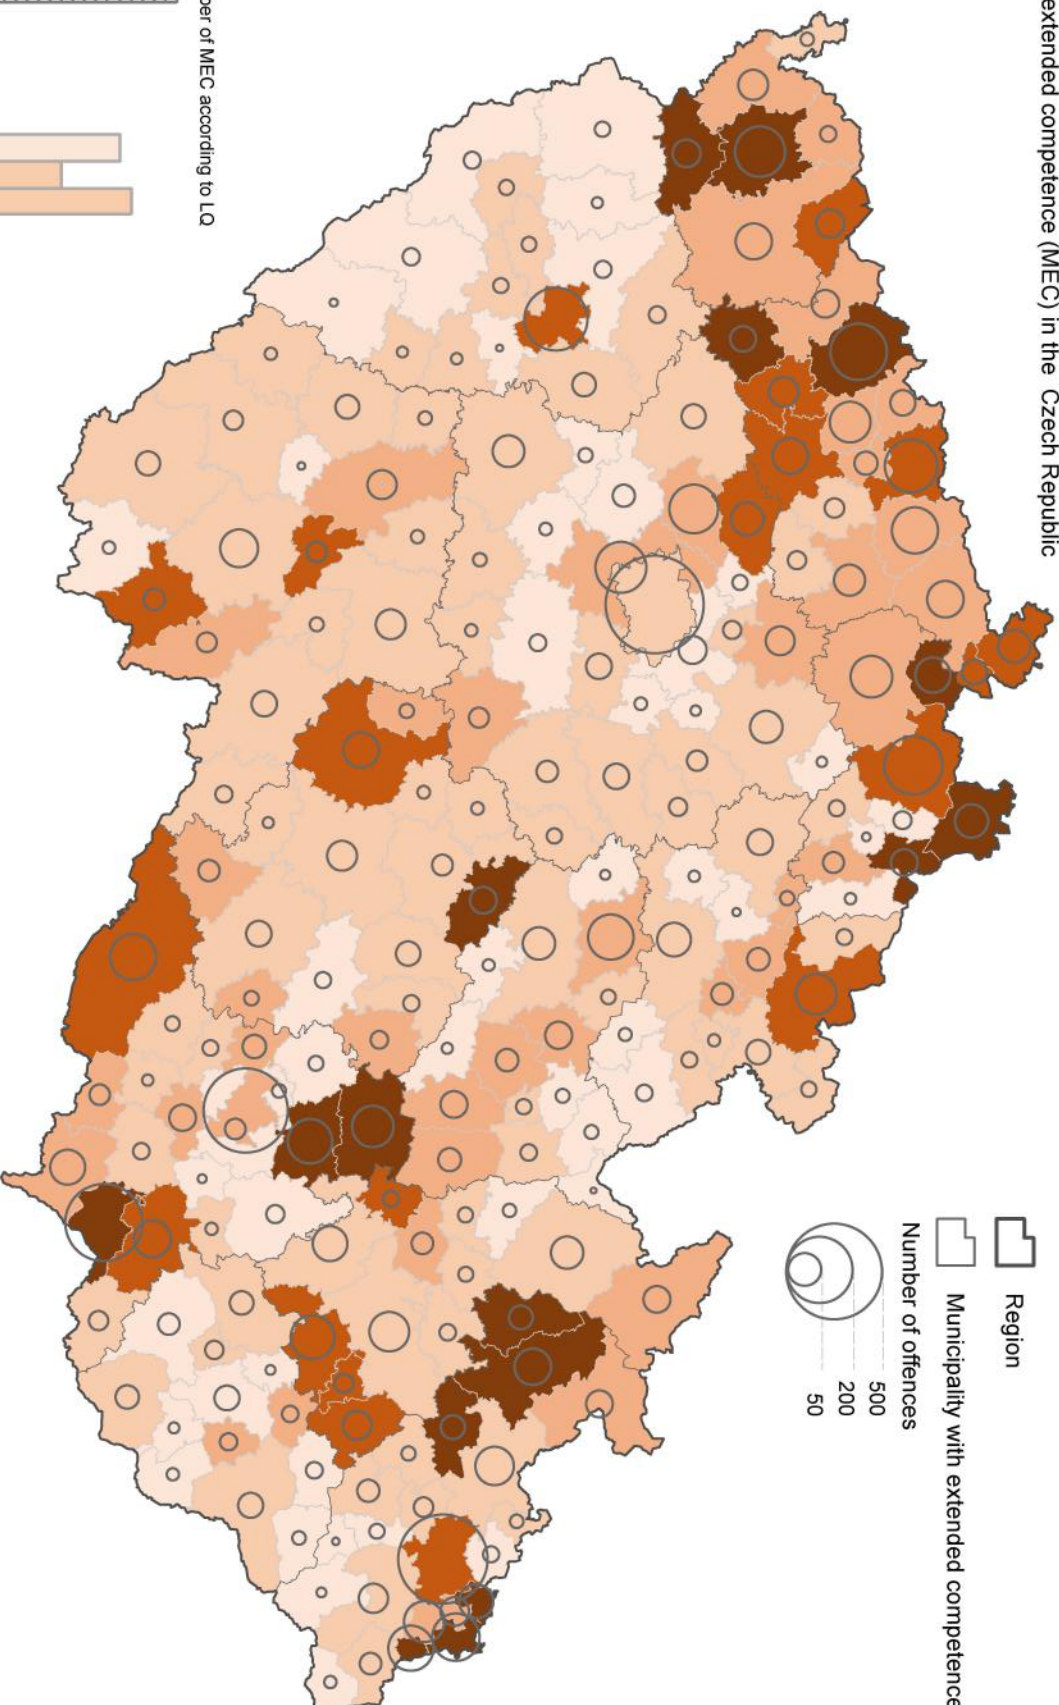 extended competence (MEC) in the Czech Republic
Region
Municipality with extended competence
Number of offences
500
200
50
of MEC according to LQ